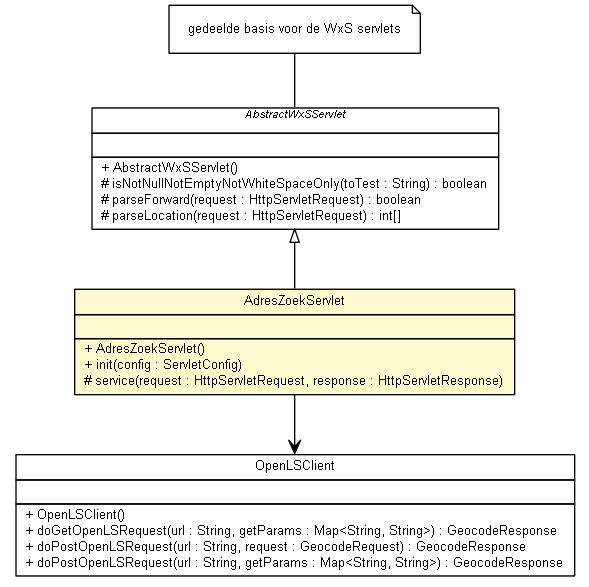 gedeelde basis voor de WxS servlets
AbstractWxSServlet
+ AbstractWxSServlet()
# isNotNullNotEmptyNotWhiteSpaceOnly(toTest : String) : boolean
# parseForward(request : HttpServletRequest) : boolean
# parseLocation(request : HttpServletRequest) : int[]
AdresZoekServlet
+ AdresZoekServlet()
+ init(config : ServletConfig)
# service(request : HttpServletRequest, response : HttpServletResponse)
OpenLSClient
+ OpenLSClient()
+ doGetOpenLSRequest(url : String, getParams : Map<String, String>) : GeocodeResponse
+ doPostOpenLSRequest(url : String, request : GeocodeRequest) : GeocodeResponse
+ doPostOpenLSRequest(url : String, getParams : Map<String, String>) : GeocodeResponse